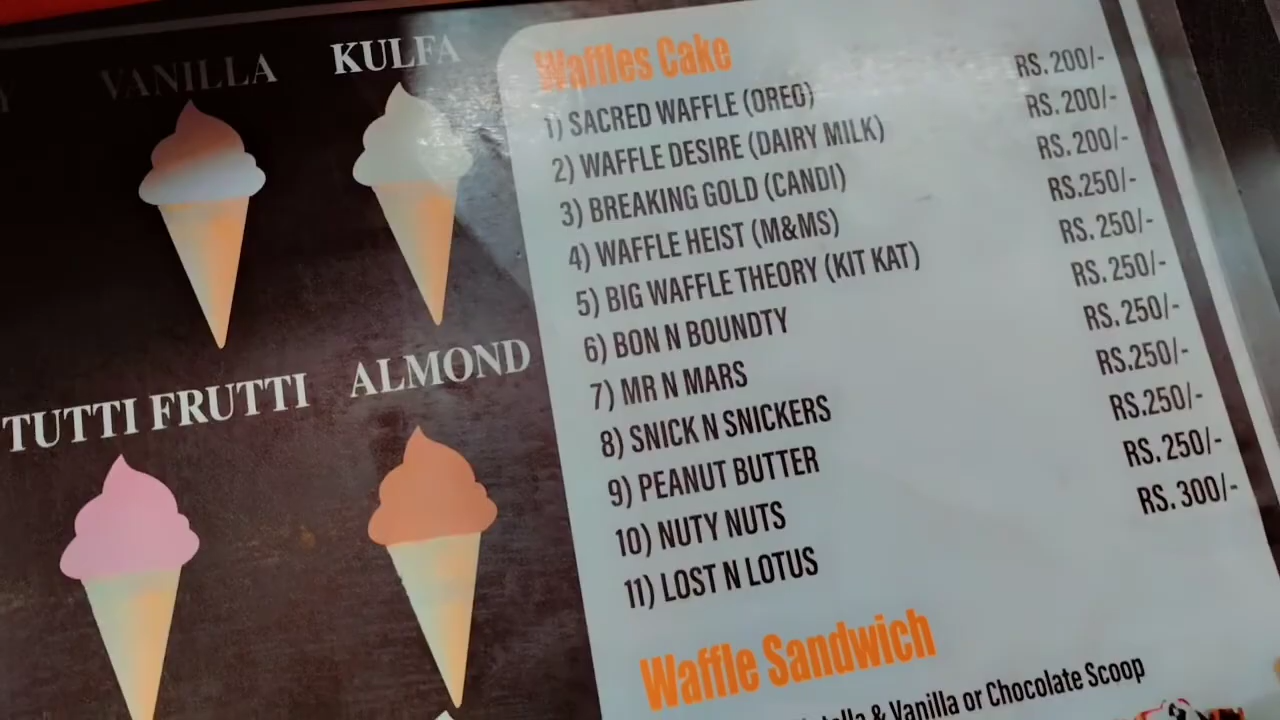 VANILLA
KULFA
TUTTI FRUTTI
ALMOND
Waffles Cake
1) SACRED WAFFLE (OREO) RS. 200/-
2) WAFFLE DESIRE (DAIRY MILK) RS. 200/-
3) BREAKING GOLD (CANDI) RS. 200/-
4) WAFFLE HEIST (M&MS) RS.250/-
5) BIG WAFFLE THEORY (KIT KAT) RS. 250/-
6) BON N BOUNDTY RS. 250/-
7) MR N MARS RS. 250/-
8) SNICK N SNICKERS RS.250/-
9) PEANUT BUTTER RS.250/-
10) NUTY NUTS RS. 250/-
11) LOST N LOTUS RS. 300/-
Waffle Sandwich
& Vanilla or Chocolate Scoop